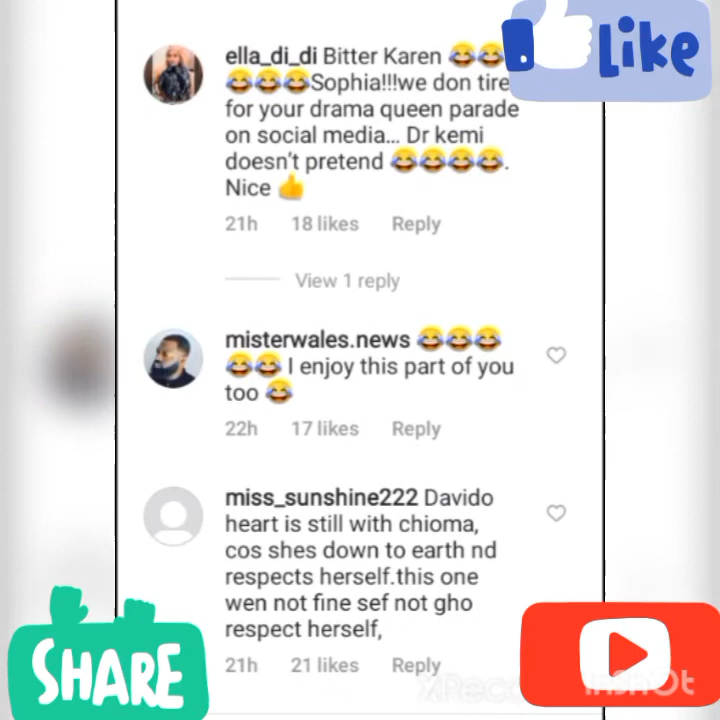 ella_di_di Bitter Karen 😂😂
😂😂😂Sophia!!!we don tire
for your drama queen parade
on social media... Dr kemi
doesn't pretend 😂😂😂😂.
Nice 👍
21h 18 likes Reply
View 1 reply
misterwales.news 😂😂😂
😂😂 I enjoy this part of you
too 😂
22h 17 likes Reply
miss_sunshine222 Davido
heart is still with chioma,
cos shes down to earth nd
respects herself.this one
wen not fine sef not gho
respect herself,
21h 21 likes Reply
Like
SHARE
InShOt